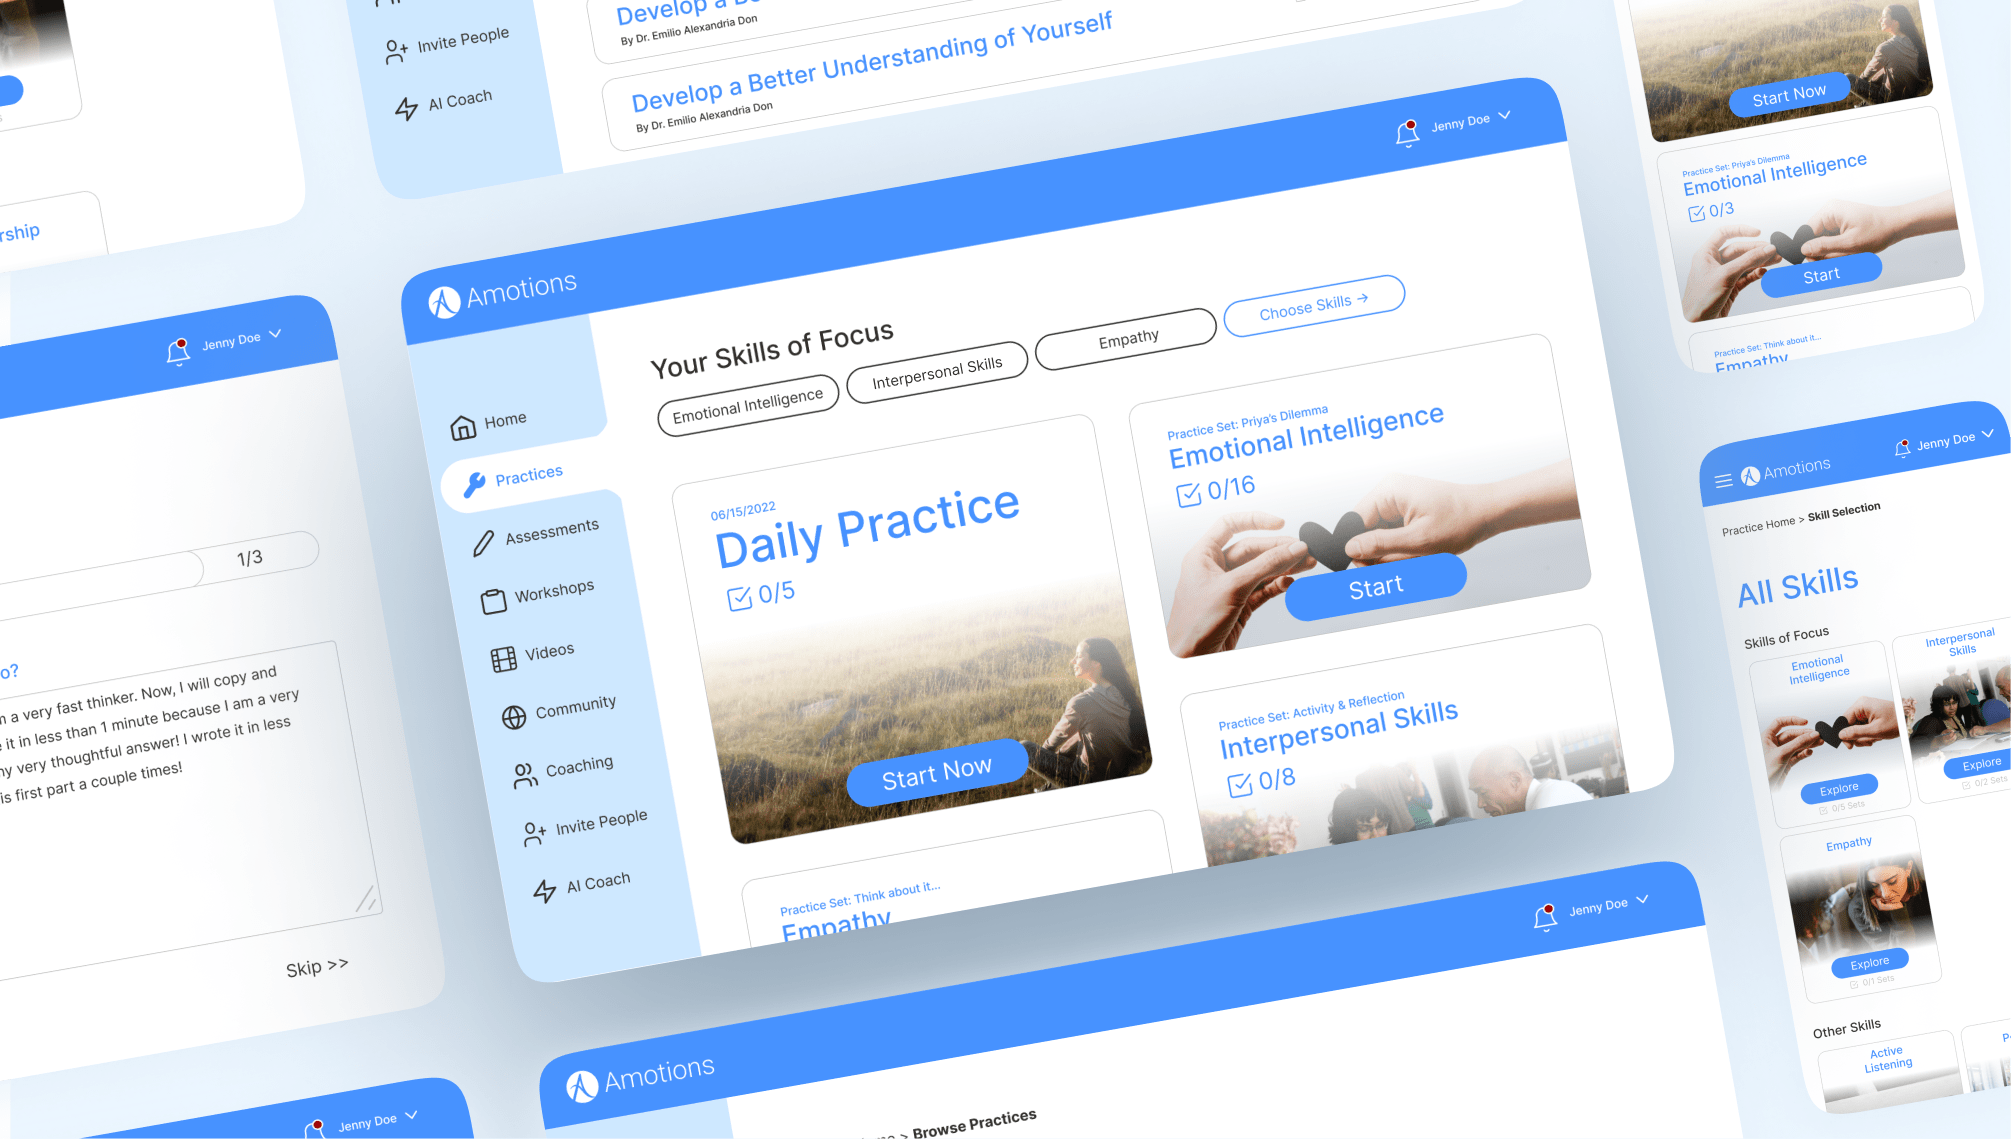 Invite People
AI Coach
Develop a
By Dr. Emilio Alexandria Don
Develop a Better Understanding of Yourself
By Dr. Emilio Alexandria Don
Start Now
Practice Set: Priya's Dilemma
Emotional Intelligence
0/3
Start
Practice Set: Think about it...
Empathy
Jenny Doe
1/3
a very fast thinker. Now, I will copy and
it in less than 1 minute because I am a very
very thoughtful answer! I wrote it in less
first part a couple times!
Skip >>
Amotions
Jenny Doe
Home
Practices
Assessments
Workshops
Videos
Community
Coaching
Invite People
AI Coach
Your Skills of Focus
Emotional Intelligence
Interpersonal Skills
Empathy
Choose Skills →
06/15/2022
Daily Practice
0/5
Start Now
Practice Set: Priya's Dilemma
Emotional Intelligence
0/16
Start
Practice Set: Activity & Reflection
Interpersonal Skills
0/8
Practice Set: Think about it...
Empathy
Amotions
Jenny Doe
Practice Home > Skill Selection
All Skills
Skills of Focus
Emotional
Intelligence
Explore
0/5 Sets
Interpersonal
Skills
Explore
0/2 Sets
Empathy
Explore
0/1 Sets
Other Skills
Active
Listening
Jenny Doe
Amotions
Jenny Doe
> Browse Practices